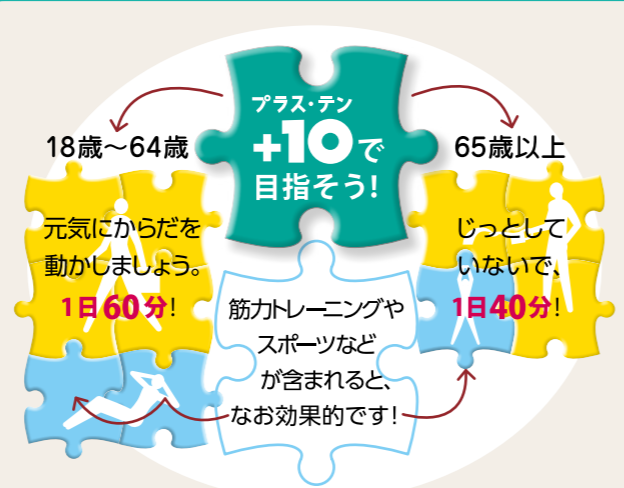 プラス・テン
+10で
目指そう!
18歳～64歳
元気にからだを
動かしましょう。
1日60分!
65歳以上
じっとして
いないで、
1日40分!
筋力トレーニングや
スポーツなど
が含まれると、
なお効果的です!